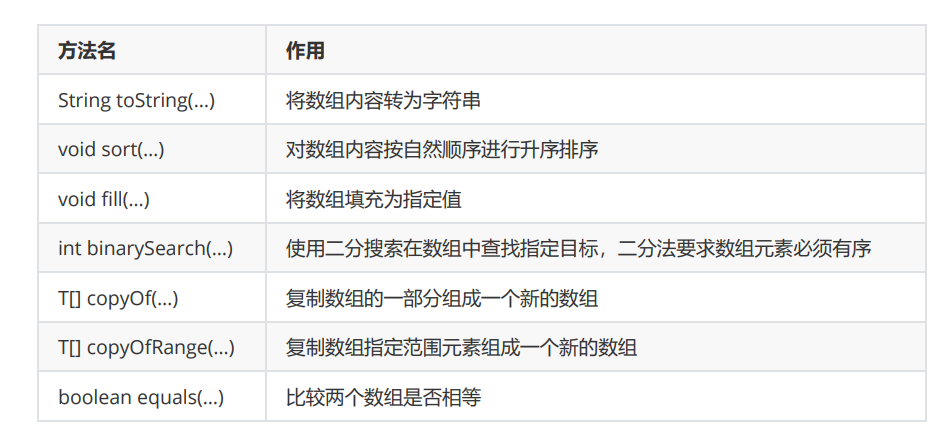 方法名 作用
String toString(...) 将数组内容转为字符串
void sort(...) 对数组内容按自然顺序进行升序排序
void fill(...) 将数组填充为指定值
int binarySearch(...) 使用二分搜索在数组中查找指定目标，二分法要求数组元素必须有序
T[] copyOf(...) 复制数组的一部分组成一个新的数组
T[] copyOfRange(...) 复制数组指定范围元素组成一个新的数组
boolean equals(...) 比较两个数组是否相等